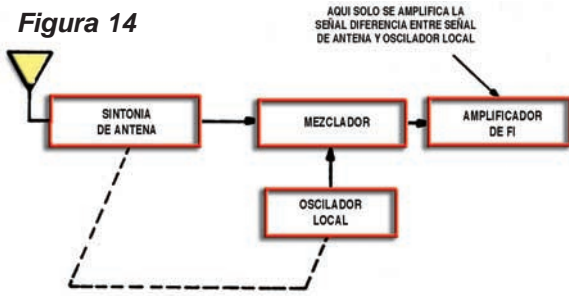 Figura 14
AQUI SOLO SE AMPLIFICA LA
SEÑAL DIFERENCIA ENTRE SEÑAL
DE ANTENA Y OSCILADOR LOCAL
SINTONIA
DE ANTENA
MEZCLADOR
AMPLIFICADOR
DE FI
OSCILADOR
LOCAL